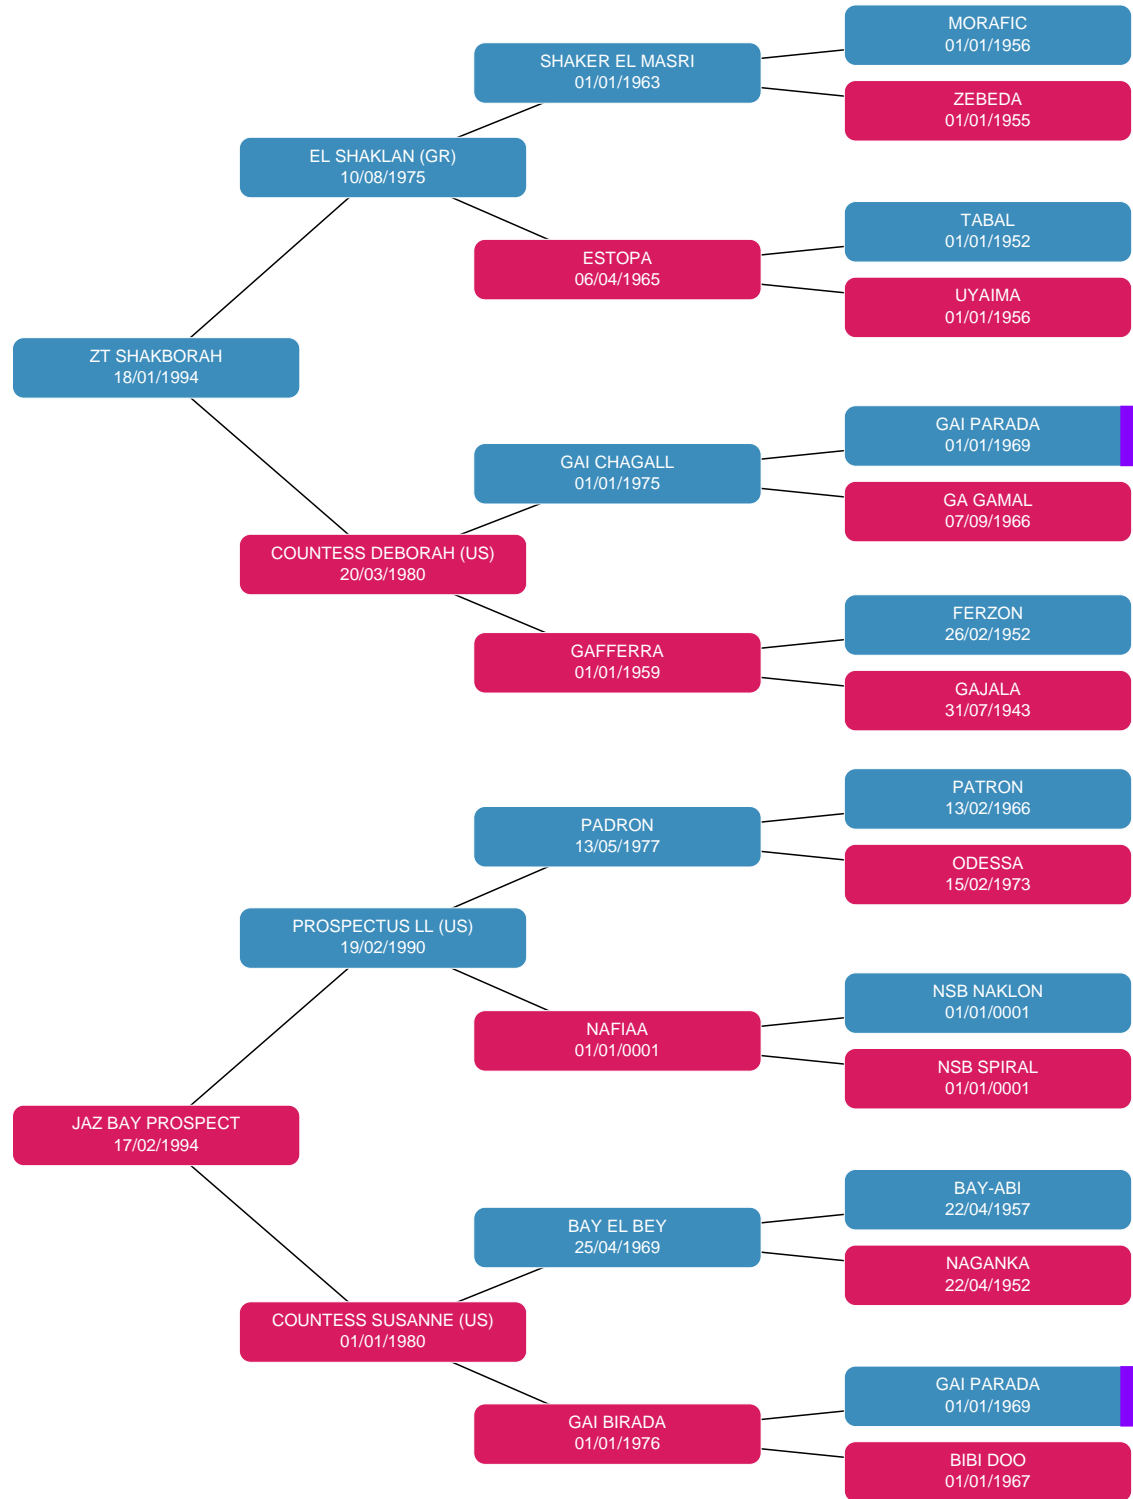 MORAFIC
01/01/1956
SHAKER EL MASRI
01/01/1963
ZEBEDA
01/01/1955
EL SHAKLAN (GR)
10/08/1975
TABAL
01/01/1952
ESTOPA
06/04/1965
UYAIMA
01/01/1956
ZT SHAKBORAH
18/01/1994
GAI PARADA
01/01/1969
GAI CHAGALL
01/01/1975
GA GAMAL
07/09/1966
COUNTESS DEBORAH (US)
20/03/1980
FERZON
26/02/1952
GAFFERRA
01/01/1959
GAJALA
31/07/1943
PATRON
13/02/1966
PADRON
13/05/1977
ODESSA
15/02/1973
PROSPECTUS LL (US)
19/02/1990
NSB NAKLON
01/01/0001
NAFIAA
01/01/0001
NSB SPIRAL
01/01/0001
JAZ BAY PROSPECT
17/02/1994
BAY-ABI
22/04/1957
BAY EL BEY
25/04/1969
NAGANKA
22/04/1952
COUNTESS SUSANNE (US)
01/01/1980
GAI PARADA
01/01/1969
GAI BIRADA
01/01/1976
BIBI DOO
01/01/1967